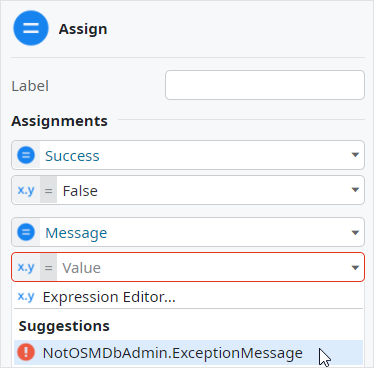 Assign
Label
Assignments
Success
x.y = False
Message
x.y = Value
x.y Expression Editor...
Suggestions
NotOSMDbAdmin.ExceptionMessage